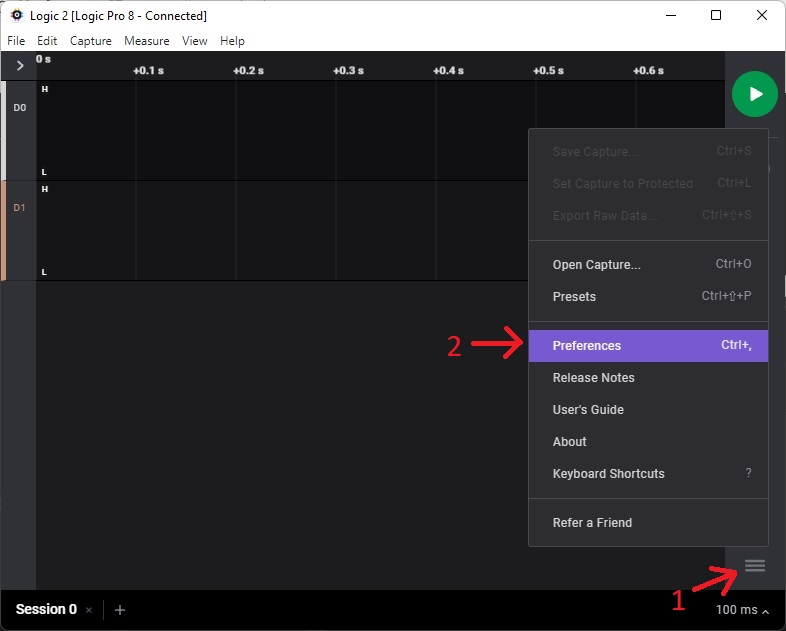 Logic 2 [Logic Pro 8 - Connected]
File Edit Capture Measure View Help
0 s
+0.1 s +0.2 s +0.3 s +0.4 s +0.5 s +0.6 s
D0
H
L
D1
H
L
Save Capture... Ctrl+S
Set Capture to Protected Ctrl+L
Export Raw Data... Ctrl+⇧+S
Open Capture... Ctrl+O
Presets Ctrl+⇧+P
2
Preferences Ctrl+,
Release Notes
User's Guide
About
Keyboard Shortcuts ?
Refer a Friend
1
Session 0 × +
100 ms